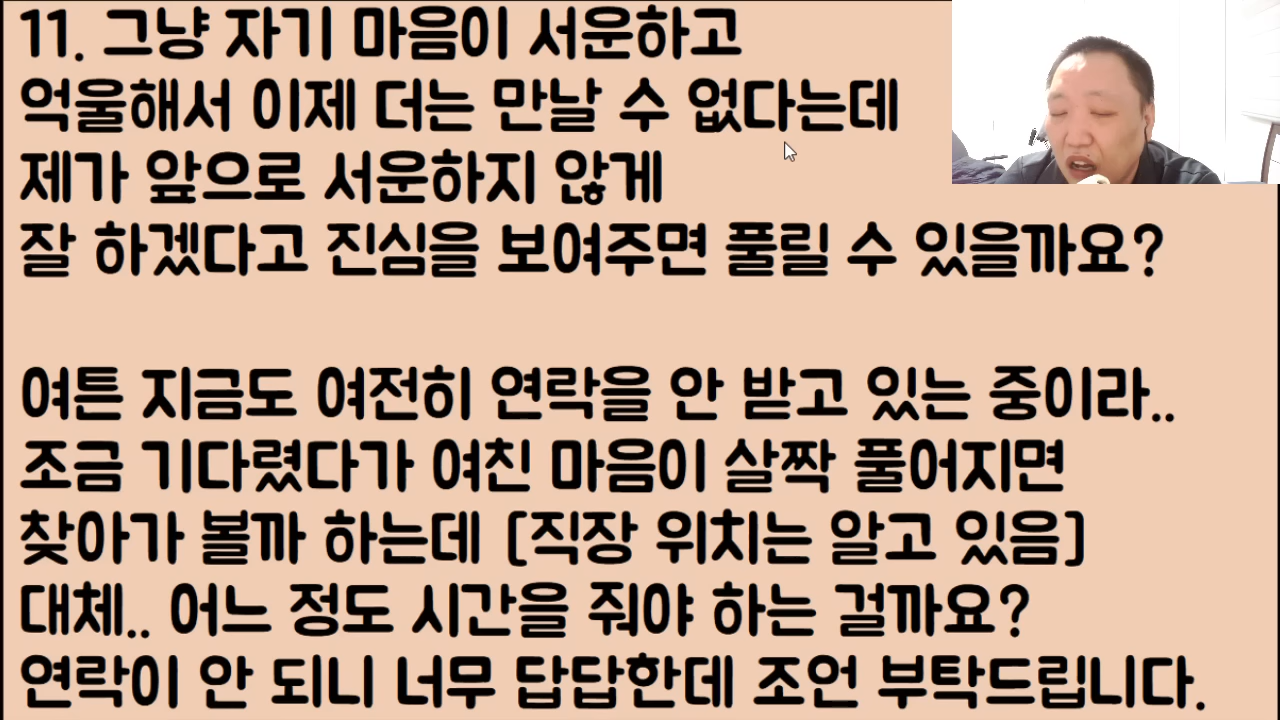 11. 그냥 자기 마음이 서운하고
억울해서 이제 더는 만날 수 없다는데
제가 앞으로 서운하지 않게
잘 하겠다고 진심을 보여주면 풀릴 수 있을까요?
여튼 지금도 여전히 연락을 안 받고 있는 중이라..
조금 기다렸다가 여친 마음이 살짝 풀어지면
찾아가 볼까 하는데 [직장 위치는 알고 있음]
대체.. 어느 정도 시간을 줘야 하는 걸까요?
연락이 안 되니 너무 답답한데 조언 부탁드립니다.